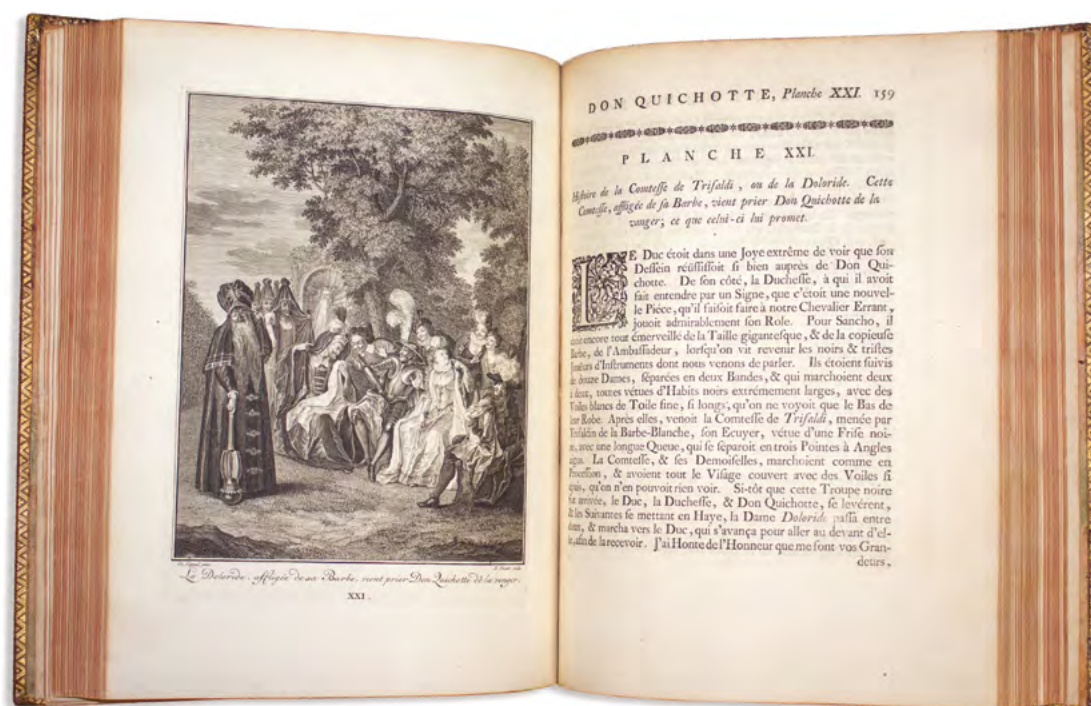 La Doloride, affligée de sa Barbe, vient prier Don Quichotte de la venger.
XXI.
DON QUICHOTTE, Planche XXI. 159
PLANCHE XXI.
Hiſtoire de la Comteſſe de Trifaldi, ou de la Doloride. Cette
Comteſſe, affligée de ſa Barbe, vient prier Don Quichotte de la
vanger; ce que celui-ci lui promet.
LE Duc étoit dans une Joye extrême de voir que ſon
Deſſein réüſſiſſoit ſi bien auprès de Don Qui-
chotte. De ſon côté, la Ducheſſe, à qui il avoit
fait entendre par un Signe, que c'étoit une nouvel-
le Piéce, qu'il faiſoit faire à notre Chevalier Errant,
jouoit admirablement ſon Role. Pour Sancho, il
étoit encore tout émerveillé de la Taille giganteſque, & de la copieuſe
Barbe, de l'Ambaſſadeur, lorſqu'on vit revenir les noirs & triſtes
Joueurs d'Inſtrumens dont nous venons de parler. Ils étoient ſuivis
de douze Dames, ſéparées en deux Bandes, & qui marchoient deux
à deux, toutes vétues d'Habits noirs extrémement larges, avec des
Voiles blancs de Toile fine, ſi longs, qu'on ne voyoit que le Bas de
leur Robe. Après elles, venoit la Comteſſe de Trifaldi, menée par
Trifaldin de la Barbe-Blanche, ſon Ecuyer, vétue d'une Friſe noi-
re, avec une longue Queue, qui ſe ſéparoit en trois Pointes à Angles
aigus. La Comteſſe, & ſes Demoiſelles, marchoient comme en
Proceſſion, & avoient tout le Viſage couvert avec des Voiles ſi
épais, qu'on n'en pouvoit rien voir. Si-tôt que cette Troupe noire
fut arrivée, le Duc, la Ducheſſe, & Don Quichotte, ſe levérent,
& les Suivantes ſe mettant en Haye, la Dame Doloride paſſa entre
deux, & marcha vers le Duc, qui s'avança pour aller au devant d'el-
le, afin de la recevoir. J'ai Honte de l'Honneur que me font vos Gran-
deurs,